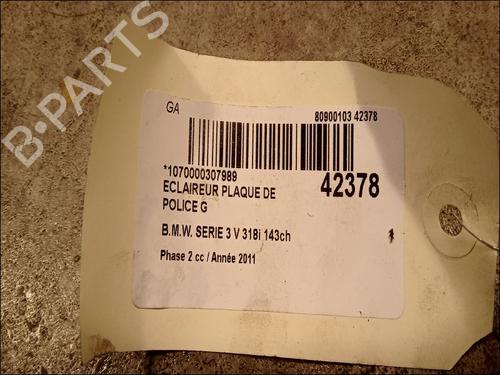 B-PARTS
GA
80900103 42378
*1070000307989
42378
ECLAIREUR PLAQUE DE
POLICE G
B.M.W. SERIE 3 V 318i 143ch
Phase 2 cc / Année 2011
42378